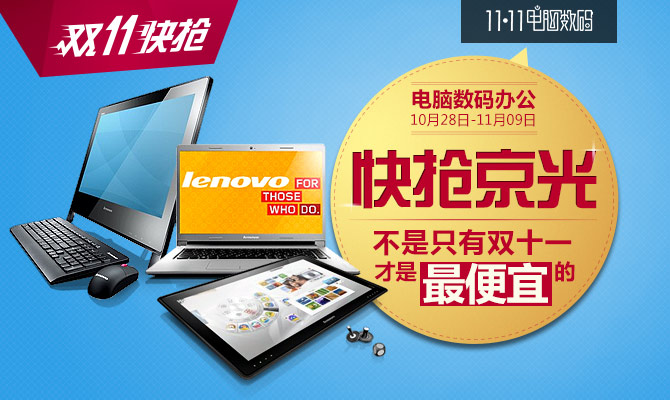 双11快抢
11·11电脑数码
电脑数码办公
10月28日-11月09日
快抢京光
不是只有双十一
才是最便宜的
lenovo FOR
THOSE
WHO DO.